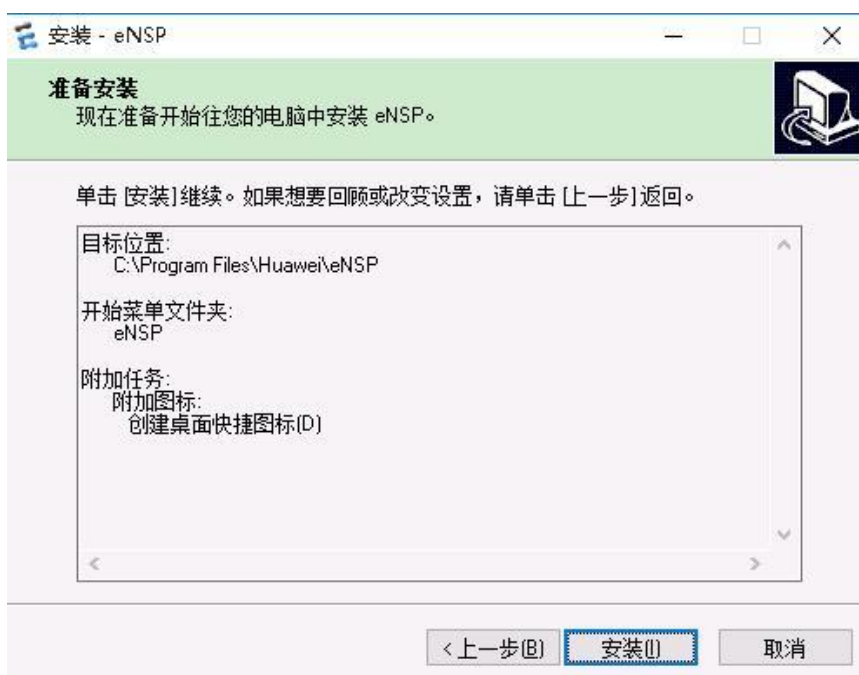 安装 - eNSP
准备安装
现在准备开始往您的电脑中安装 eNSP。
单击 [安装]继续。如果想要回顾或改变设置，请单击 [上一步]返回。
目标位置:
C:\Program Files\Huawei\eNSP
开始菜单文件夹:
eNSP
附加任务:
附加图标:
创建桌面快捷图标(D)
<上一步(B)
安装(I)
取消